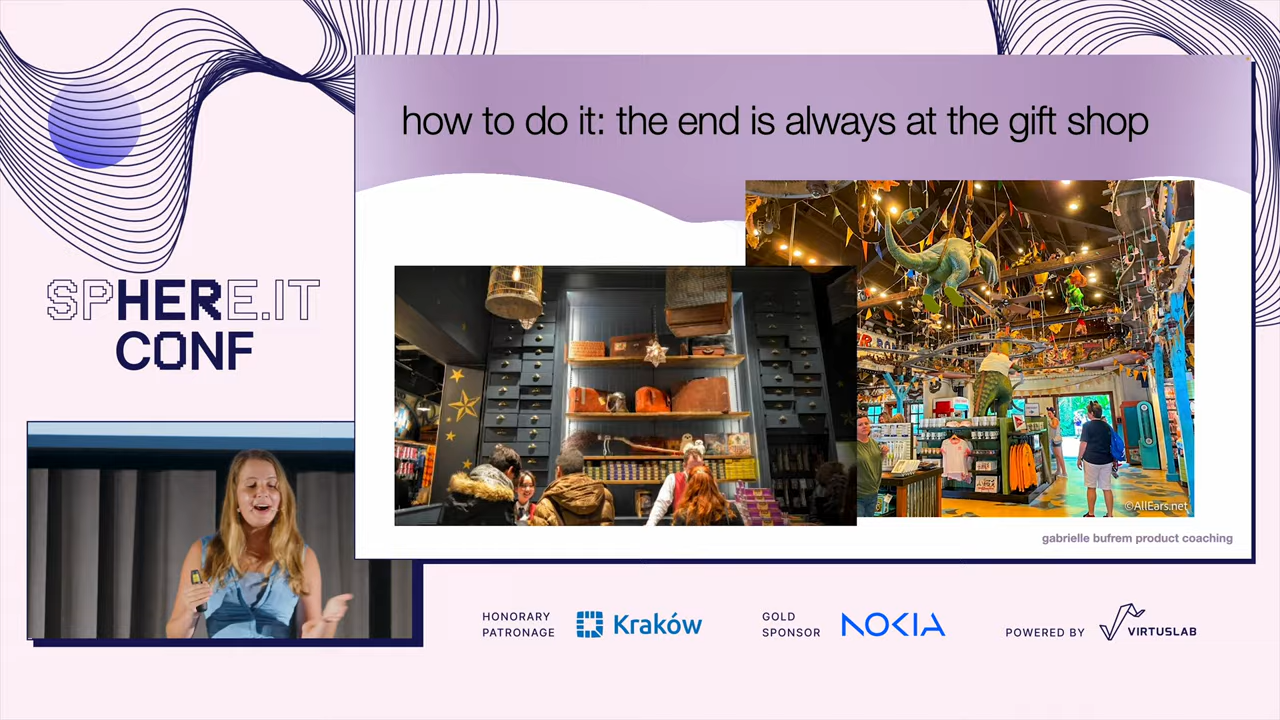 how to do it: the end is always at the gift shop
SPHERE.IT
CONF
©AllEars.net
gabrielle bufrem product coaching
HONORARY
PATRONAGE
Kraków
GOLD
SPONSOR
NOKIA
POWERED BY
VIRTUSLAB